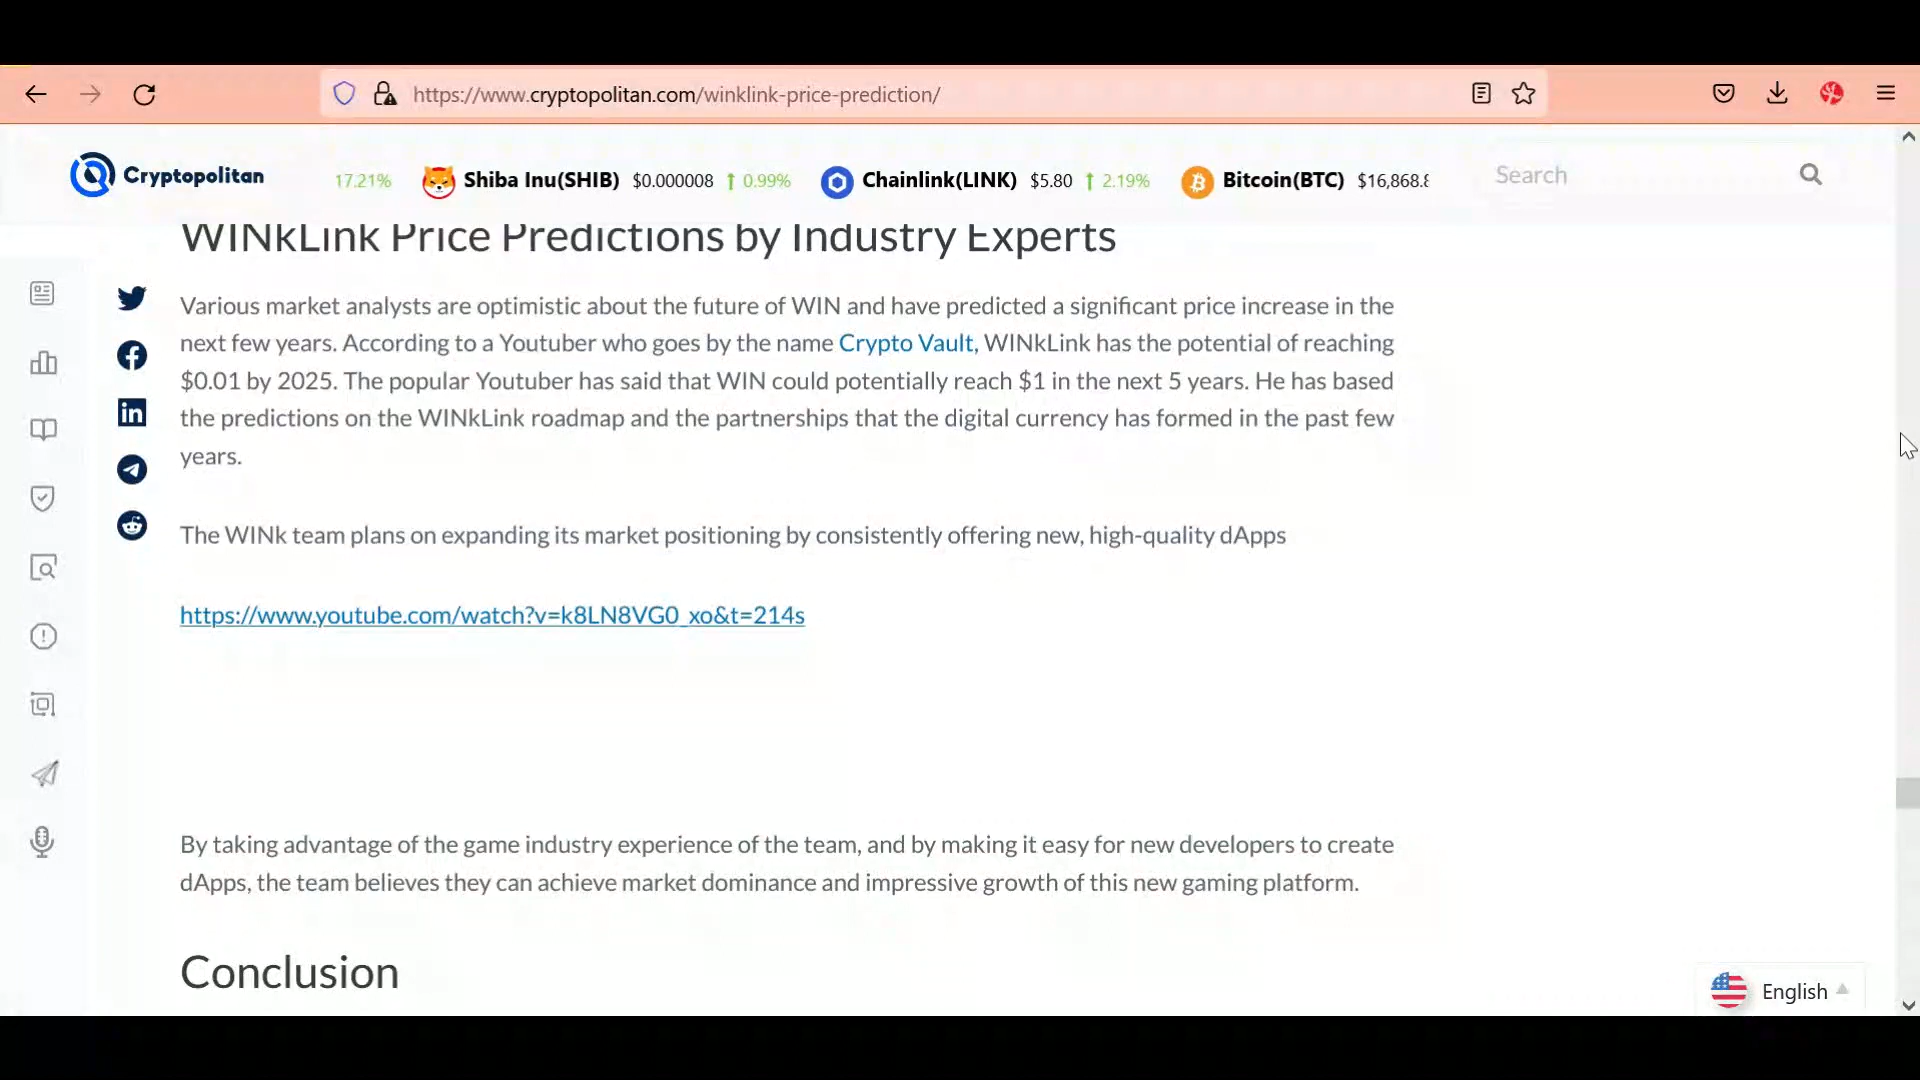 https://www.cryptopolitan.com/winklink-price-prediction/
Cryptopolitan
17.21% Shiba Inu(SHIB) $0.000008 ↑ 0.99% Chainlink(LINK) $5.80 ↑ 2.19% Bitcoin(BTC) $16,868.8
Search
WINkLink Price Predictions by Industry Experts
Various market analysts are optimistic about the future of WIN and have predicted a significant price increase in the
next few years. According to a Youtuber who goes by the name Crypto Vault, WINkLink has the potential of reaching
$0.01 by 2025. The popular Youtuber has said that WIN could potentially reach $1 in the next 5 years. He has based
the predictions on the WINkLink roadmap and the partnerships that the digital currency has formed in the past few
years.
The WINk team plans on expanding its market positioning by consistently offering new, high-quality dApps
https://www.youtube.com/watch?v=k8LN8VG0_xo&t=214s
By taking advantage of the game industry experience of the team, and by making it easy for new developers to create
dApps, the team believes they can achieve market dominance and impressive growth of this new gaming platform.
Conclusion
English